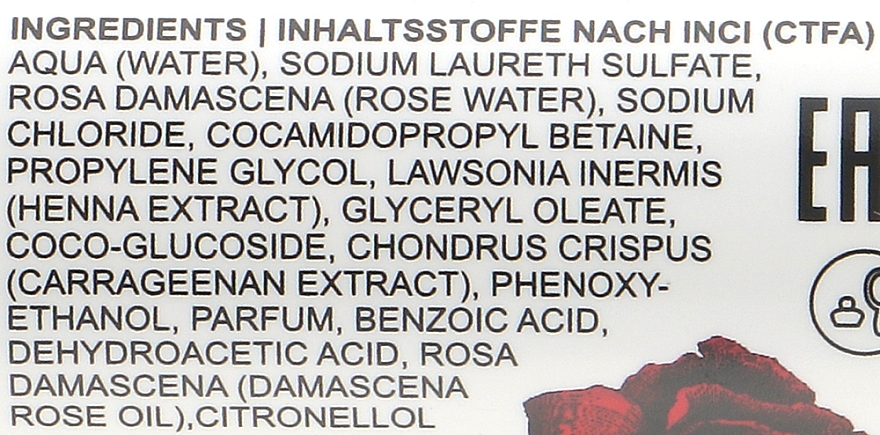 INGREDIENTS | INHALTSSTOFFE NACH INCI (CTFA)
AQUA (WATER), SODIUM LAURETH SULFATE,
ROSA DAMASCENA (ROSE WATER), SODIUM
CHLORIDE, COCAMIDOPROPYL BETAINE,
PROPYLENE GLYCOL, LAWSONIA INERMIS
(HENNA EXTRACT), GLYCERYL OLEATE,
COCO-GLUCOSIDE, CHONDRUS CRISPUS
(CARRAGEENAN EXTRACT), PHENOXY-
ETHANOL, PARFUM, BENZOIC ACID,
DEHYDROACETIC ACID, ROSA
DAMASCENA (DAMASCENA
ROSE OIL),CITRONELLOL